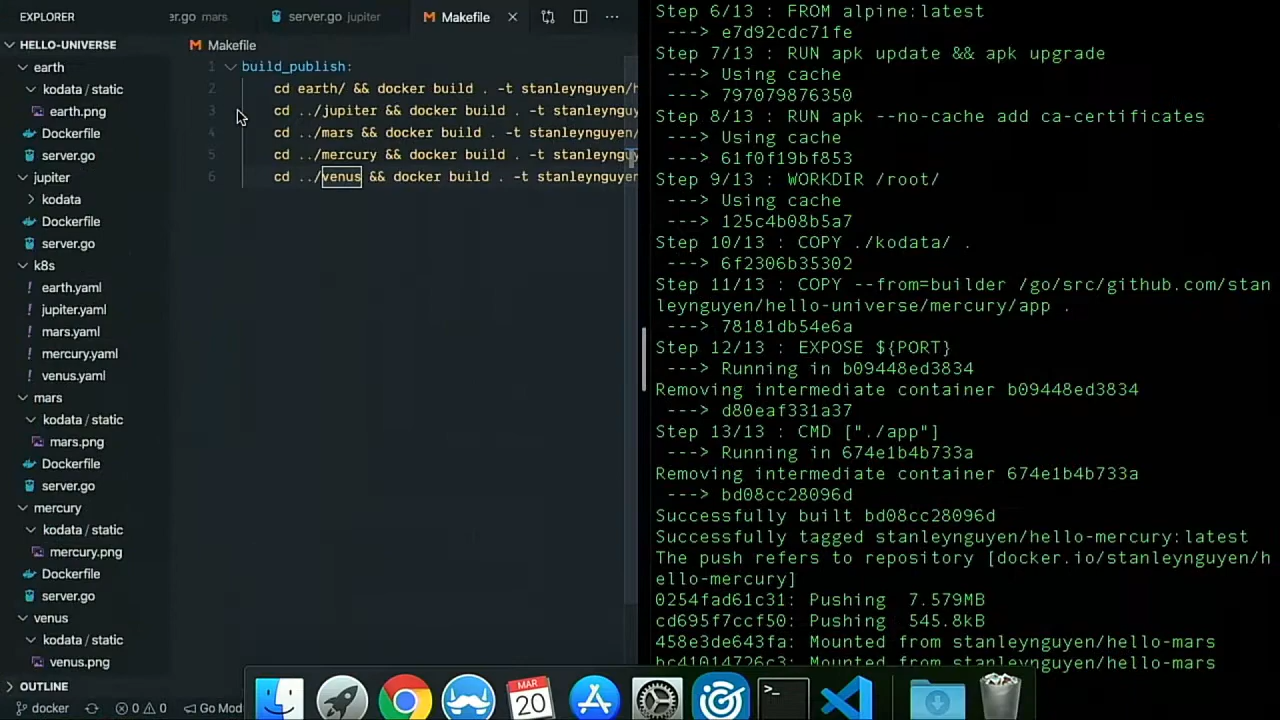 er.go mars
server.go jupiter
Makefile
EXPLORER
HELLO-UNIVERSE
earth
kodata / static
earth.png
Dockerfile
server.go
jupiter
kodata
Dockerfile
server.go
k8s
earth.yaml
jupiter.yaml
mars.yaml
mercury.yaml
venus.yaml
mars
kodata / static
mars.png
Dockerfile
server.go
mercury
kodata / static
mercury.png
Dockerfile
server.go
venus
kodata / static
venus.png
OUTLINE
docker
0 0
Go Mod
Makefile
1 build_publish:
2 cd earth/ && docker build . -t stanleynguyen/h
3 cd ../jupiter && docker build . -t stanleynguy
4 cd ../mars && docker build . -t stanleynguyen/
5 cd ../mercury && docker build . -t stanleynguy
6 cd ../venus && docker build . -t stanleynguyen
Step 6/13 : FROM alpine:latest
---> e7d92cdc71fe
Step 7/13 : RUN apk update && apk upgrade
---> Using cache
---> 797079876350
Step 8/13 : RUN apk --no-cache add ca-certificates
---> Using cache
---> 61f0f19bf853
Step 9/13 : WORKDIR /root/
---> Using cache
---> 125c4b08b5a7
Step 10/13 : COPY ./kodata/ .
---> 6f2306b35302
Step 11/13 : COPY --from=builder /go/src/github.com/stan
leynguyen/hello-universe/mercury/app .
---> 78181db54e6a
Step 12/13 : EXPOSE ${PORT}
---> Running in b09448ed3834
Removing intermediate container b09448ed3834
---> d80eaf331a37
Step 13/13 : CMD ["./app"]
---> Running in 674e1b4b733a
Removing intermediate container 674e1b4b733a
---> bd08cc28096d
Successfully built bd08cc28096d
Successfully tagged stanleynguyen/hello-mercury:latest
The push refers to repository [docker.io/stanleynguyen/h
ello-mercury]
0254fad61c31: Pushing 7.579MB
cd695f7ccf50: Pushing 545.8kB
458e3de643fa: Mounted from stanleynguyen/hello-mars
bc41014726c3: Mounted from stanleynguyen/hello-mars
MAR
20
>_